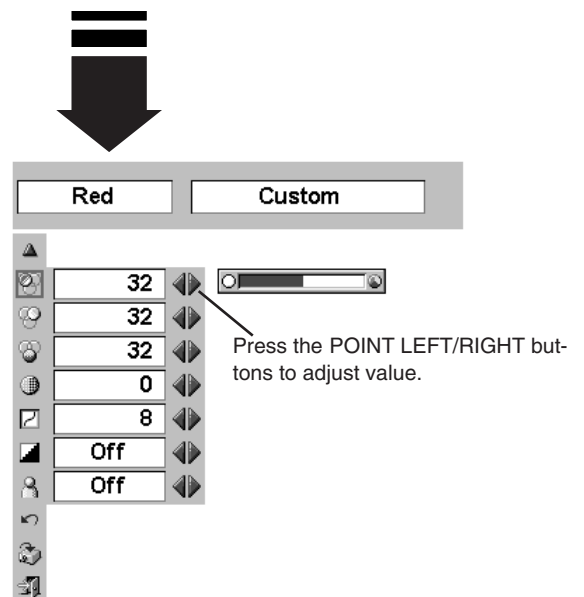 Red Custom
32
32
32
Press the POINT LEFT/RIGHT but-
tons to adjust value.
0
8
Off
Off